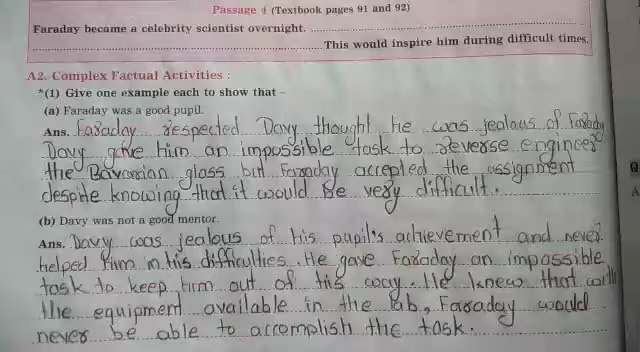 Passage 4 (Textbook pages 91 and 92)
Faraday became a celebrity scientist overnight.
This would inspire him during difficult times.
A2. Complex Factual Activities :
*(1) Give one example each to show that –
(a) Faraday was a good pupil.
Ans. Faraday respected Davy thought he was jealous of Faraday
Davy gave him an impossible task to reverse engineer
the Bavarian glass but Faraday accepted the assignment
despite knowing that it would be very difficult.
(b) Davy was not a good mentor.
Ans. Davy was jealous of his pupil's achievement and never
helped him in his difficulties. He gave Faraday an impossible
task to keep him out of his way. He knew that with
the equipment available in the lab, Faraday would
never be able to accomplish the task.